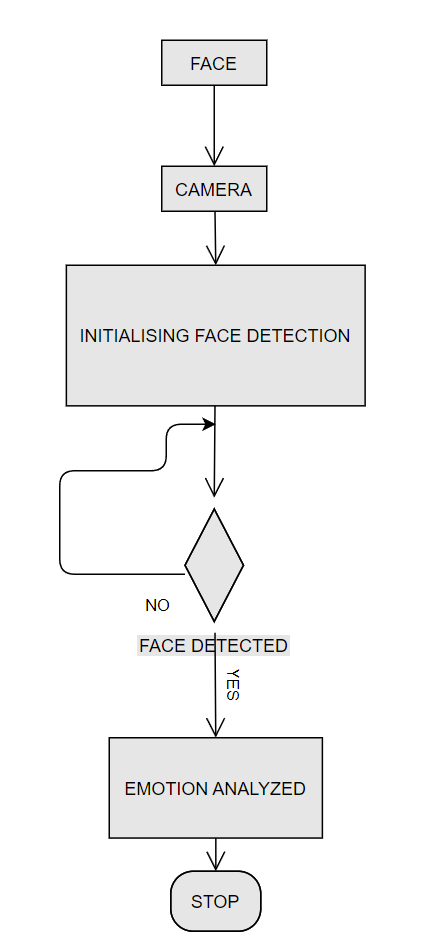 FACE
CAMERA
INITIALISING FACE DETECTION
NO
FACE DETECTED
YES
EMOTION ANALYZED
STOP